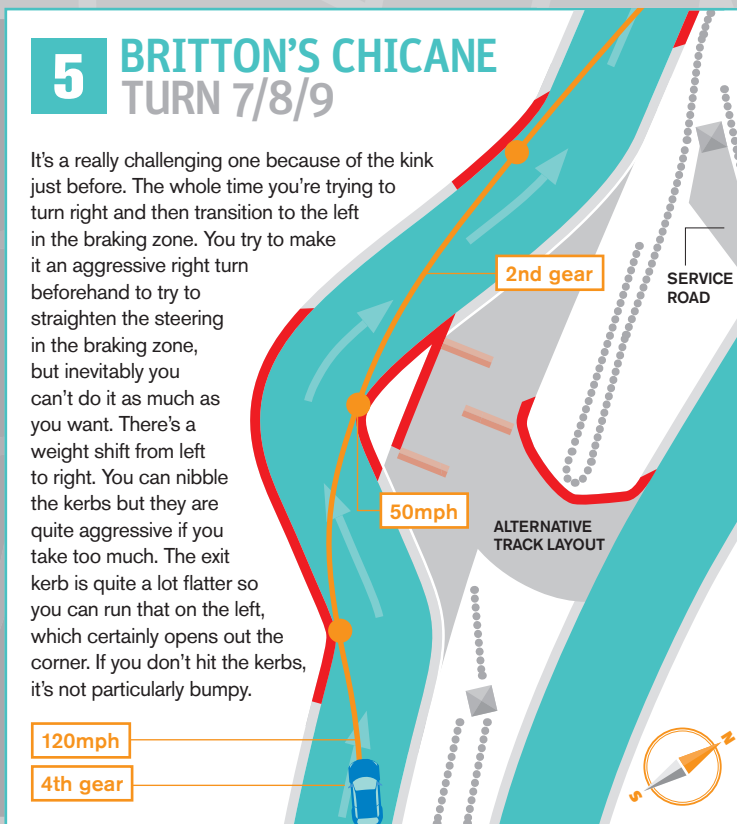 5
BRITTON'S CHICANE
TURN 7/8/9
It's a really challenging one because of the kink
just before. The whole time you're trying to
turn right and then transition to the left
in the braking zone. You try to make
it an aggressive right turn
beforehand to try to
straighten the steering
in the braking zone,
but inevitably you
can't do it as much as
you want. There's a
weight shift from left
to right. You can nibble
the kerbs but they are
quite aggressive if you
take too much. The exit
kerb is quite a lot flatter so
you can run that on the left,
which certainly opens out the
corner. If you don't hit the kerbs,
it's not particularly bumpy.
2nd gear
SERVICE
ROAD
50mph
ALTERNATIVE
TRACK LAYOUT
120mph
4th gear
N
S